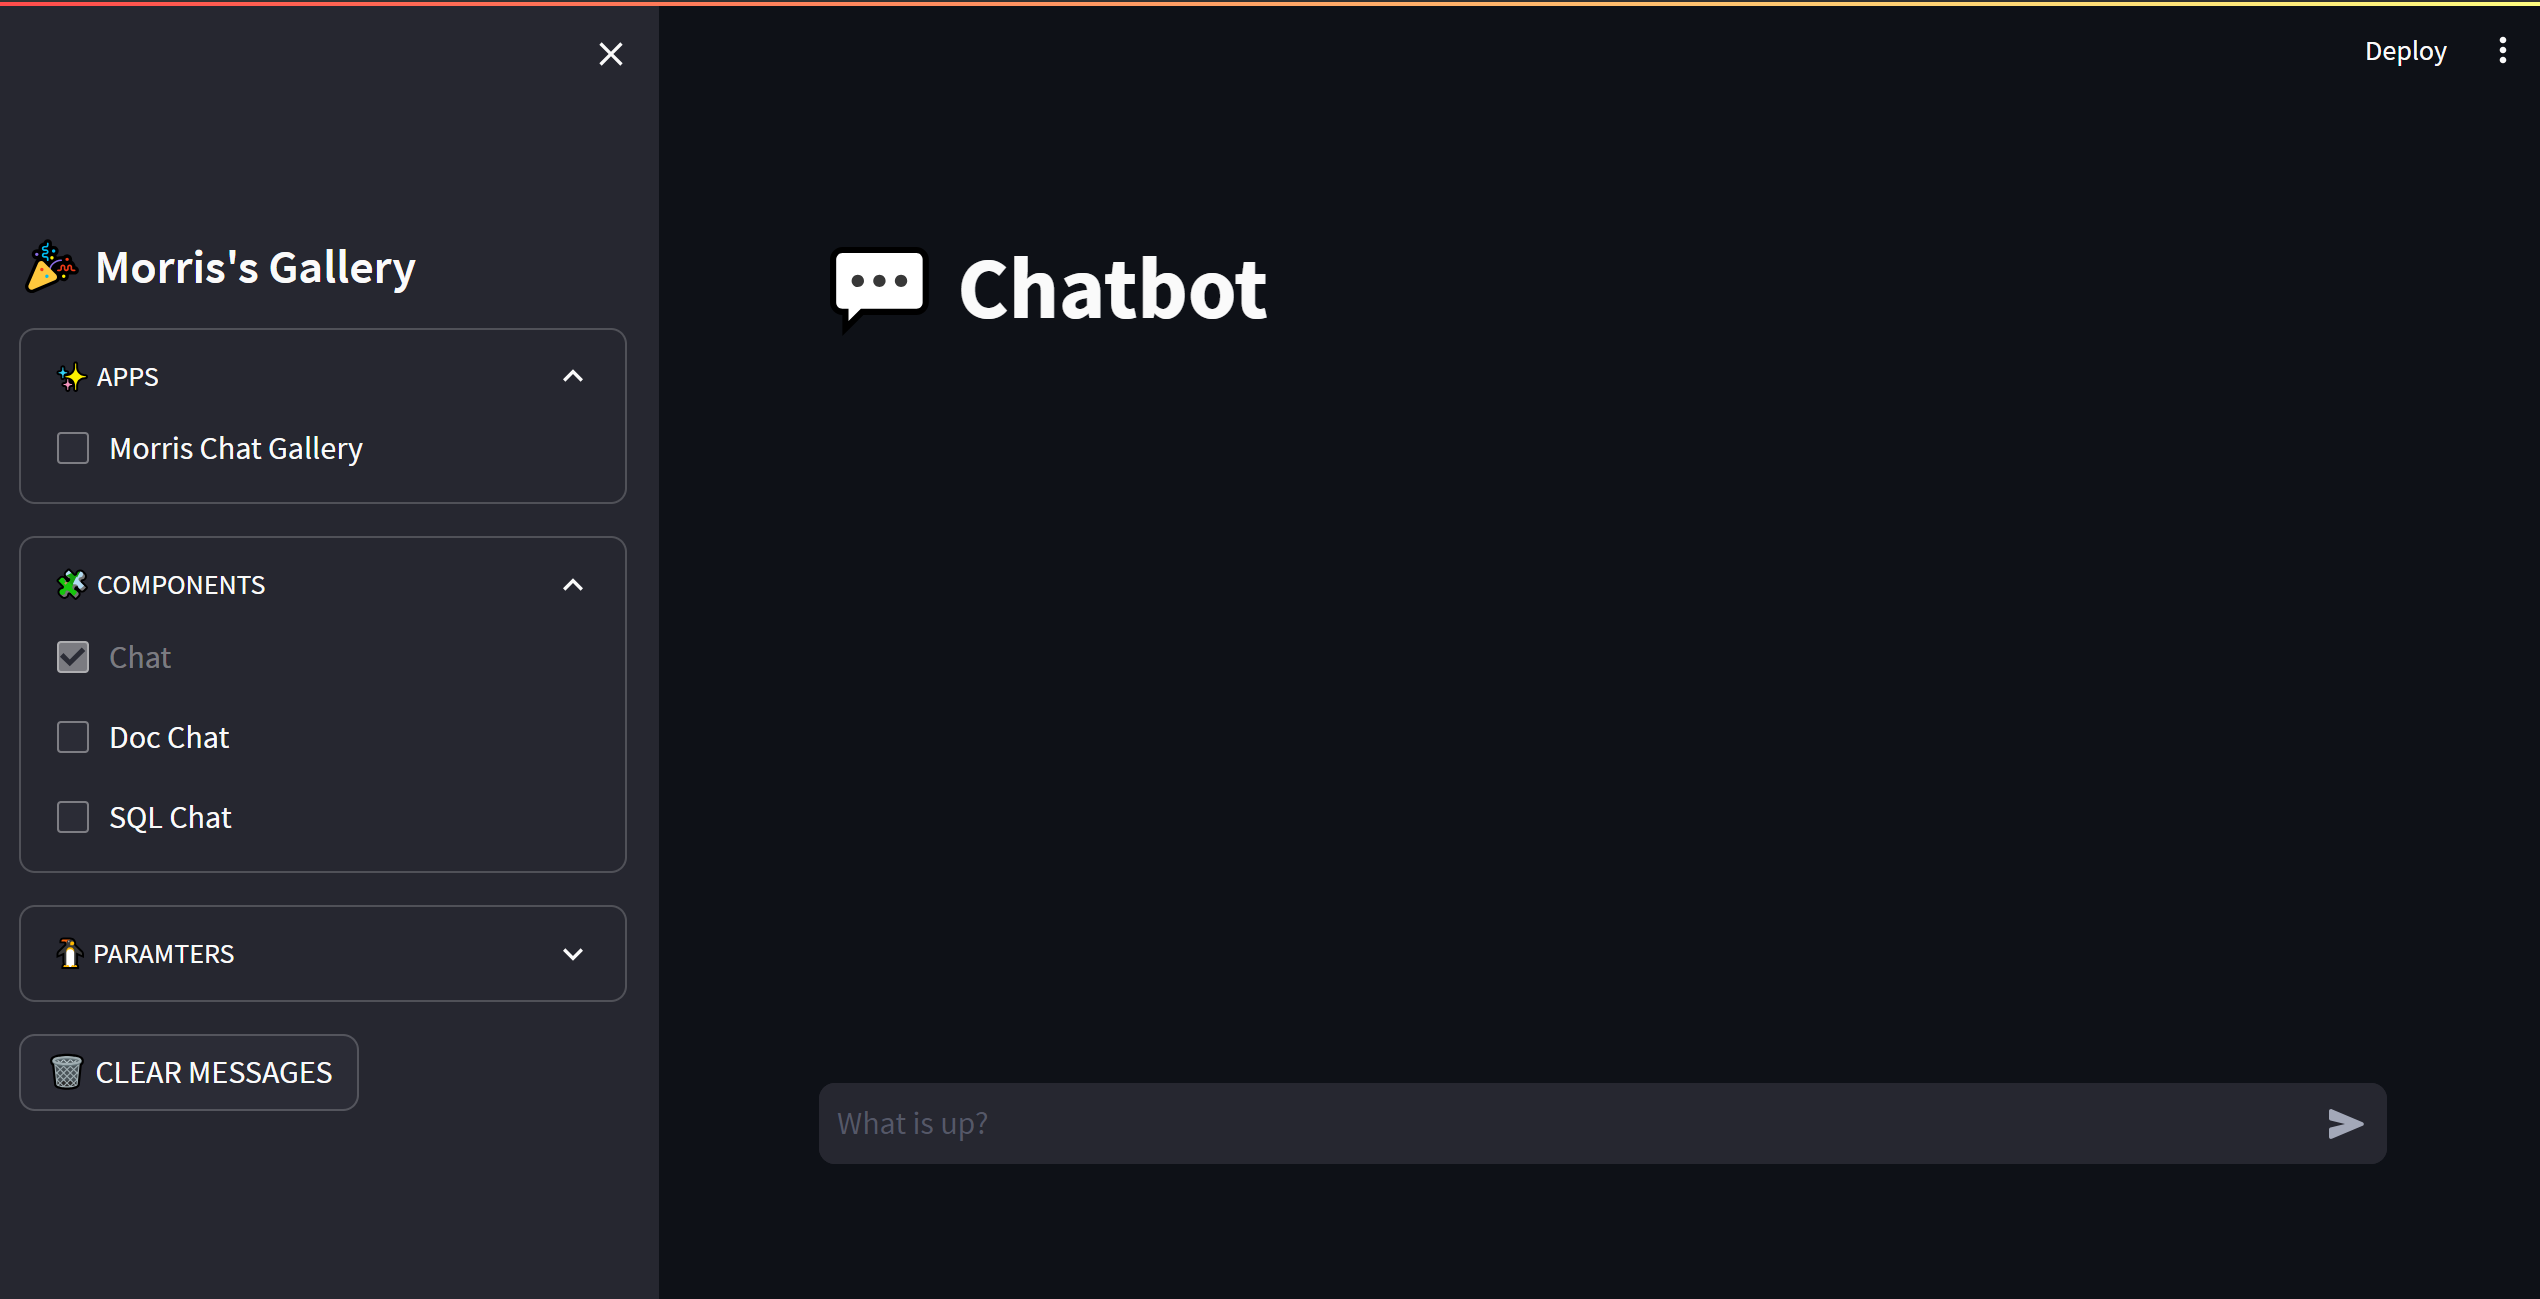 Deploy
Morris's Gallery
APPS
Morris Chat Gallery
COMPONENTS
Chat
Doc Chat
SQL Chat
PARAMTERS
CLEAR MESSAGES
Chatbot
What is up?